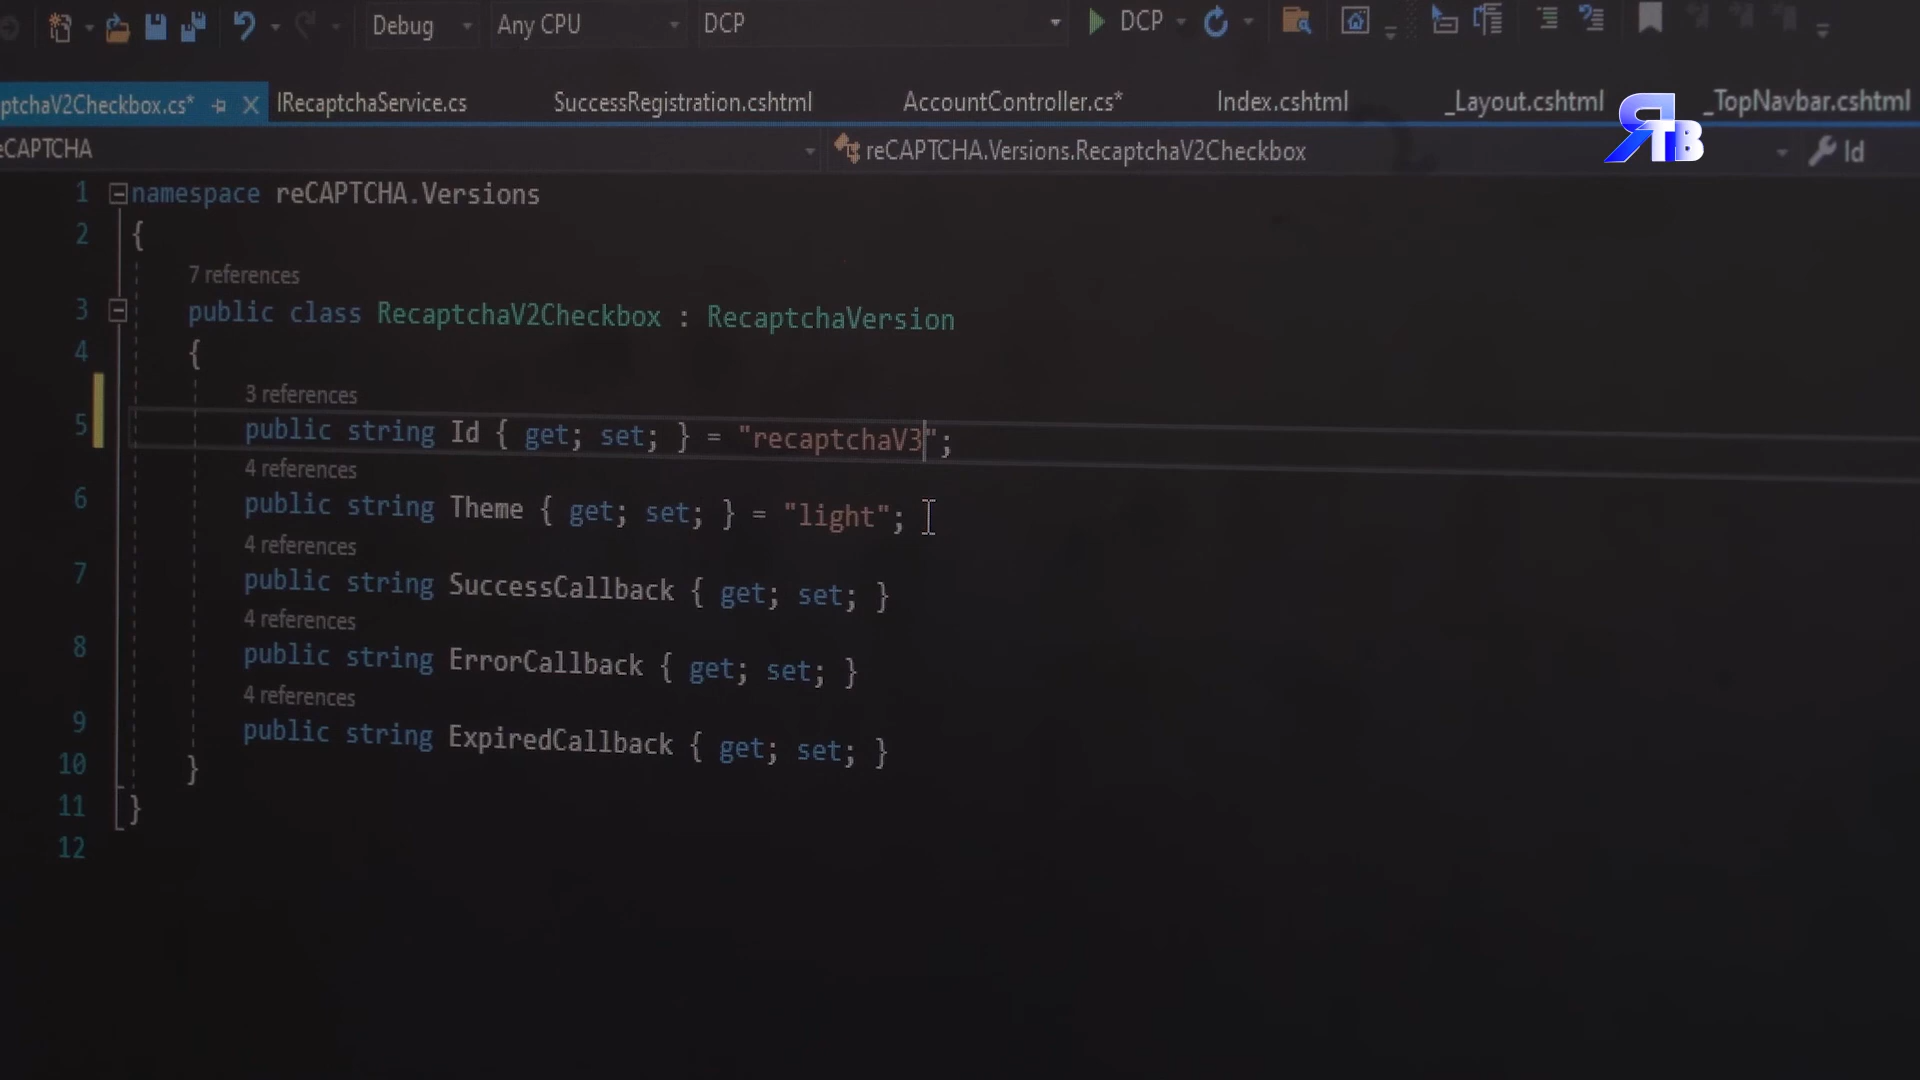 Debug Any CPU DCP DCP
ptchaV2Checkbox.cs* IRecaptchaService.cs SuccessRegistration.cshtml AccountController.cs* Index.cshtml _Layout.cshtml _TopNavbar.cshtml
eCAPTCHA reCAPTCHA.Versions.RecaptchaV2Checkbox Id
ЯTB
1 namespace reCAPTCHA.Versions
2 {
7 references
3 public class RecaptchaV2Checkbox : RecaptchaVersion
4 {
3 references
5 public string Id { get; set; } = "recaptchaV3";
4 references
6 public string Theme { get; set; } = "light";
4 references
7 public string SuccessCallback { get; set; }
4 references
8 public string ErrorCallback { get; set; }
4 references
9 public string ExpiredCallback { get; set; }
10 }
11 }
12